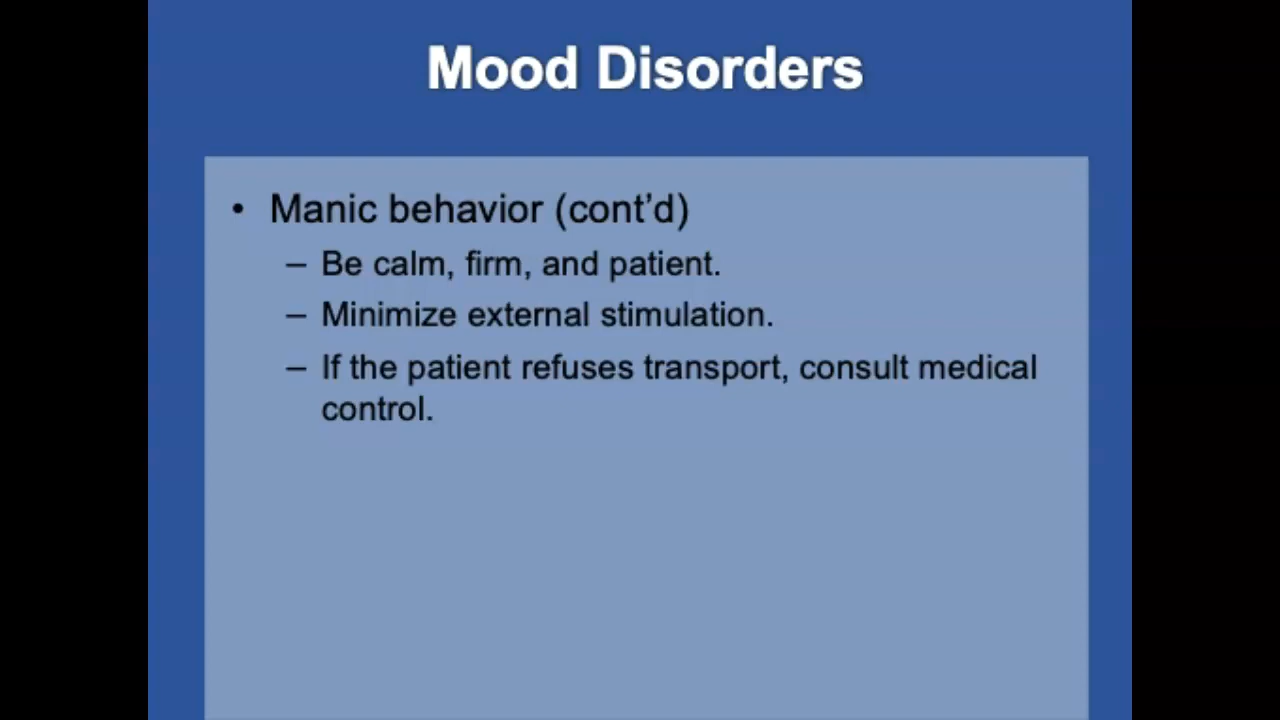 Mood Disorders
• Manic behavior (cont’d)
– Be calm, firm, and patient.
– Minimize external stimulation.
– If the patient refuses transport, consult medical
control.